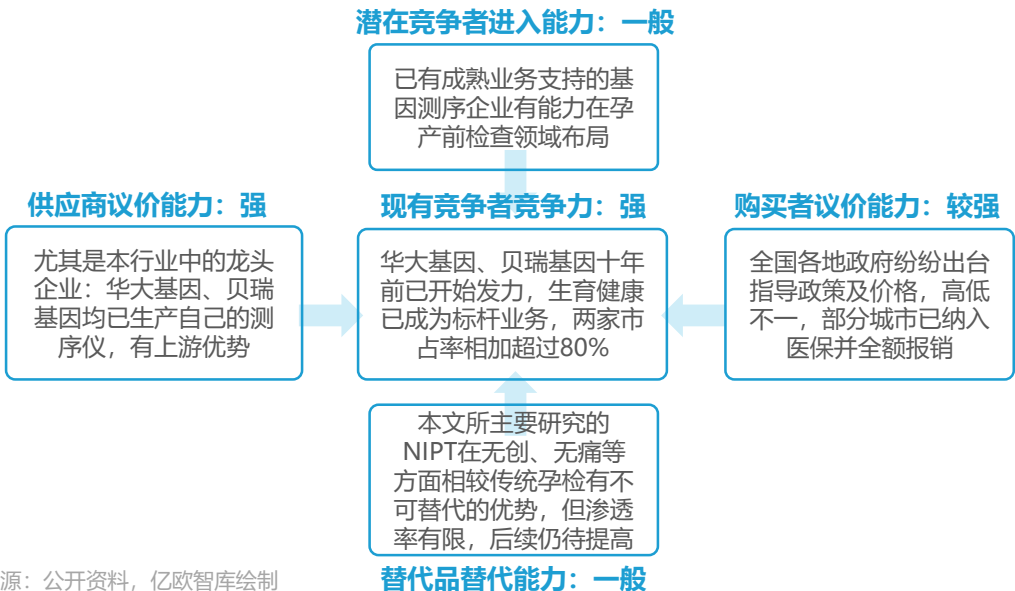 潜在竞争者进入能力：一般
已有成熟业务支持的基
因测序企业有能力在孕
产前检查领域布局
供应商议价能力：强
尤其是本行业中的龙头
企业：华大基因、贝瑞
基因均已生产自己的测
序仪，有上游优势
现有竞争者竞争力：强
华大基因、贝瑞基因十年
前已开始发力，生育健康
已成为标杆业务，两家市
占率相加超过80%
购买者议价能力：较强
全国各地政府纷纷出台
指导政策及价格，高低
不一，部分城市已纳入
医保并全额报销
本文所主要研究的
NIPT在无创、无痛等
方面相较传统孕检有不
可替代的优势，但渗透
率有限，后续仍待提高
替代品替代能力：一般
源：公开资料，亿欧智库绘制